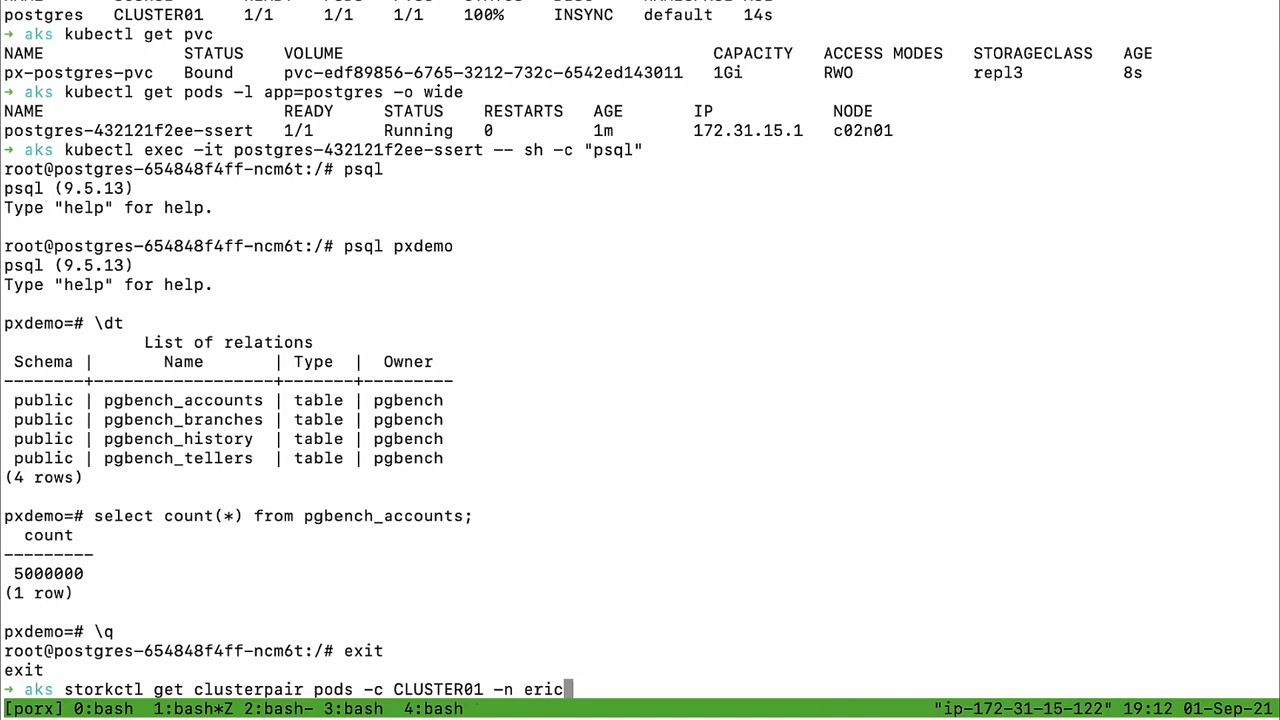 postgres   CLUSTER01    1/1     1/1    1/1    100%     INSYNC   default   14s
➜ aks kubectl get pvc
NAME              STATUS    VOLUME                                     CAPACITY   ACCESS MODES   STORAGECLASS   AGE
px-postgres-pvc   Bound     pvc-edf89856-6765-3212-732c-6542ed143011   1Gi        RWO            repl3          8s
➜ aks kubectl get pods -l app=postgres -o wide
NAME                        READY     STATUS    RESTARTS   AGE       IP           NODE
postgres-432121f2ee-ssert   1/1       Running   0          1m        172.31.15.1   c02n01
➜ aks kubectl exec -it postgres-432121f2ee-ssert -- sh -c "psql"
root@postgres-654848f4ff-ncm6t:/# psql
psql (9.5.13)
Type "help" for help.
root@postgres-654848f4ff-ncm6t:/# psql pxdemo
psql (9.5.13)
Type "help" for help.
pxdemo=# \dt
              List of relations
 Schema |       Name       | Type  |  Owner
--------+------------------+-------+---------
 public | pgbench_accounts | table | pgbench
 public | pgbench_branches | table | pgbench
 public | pgbench_history  | table | pgbench
 public | pgbench_tellers  | table | pgbench
(4 rows)
pxdemo=# select count(*) from pgbench_accounts;
  count
---------
 5000000
(1 row)
pxdemo=# \q
root@postgres-654848f4ff-ncm6t:/# exit
exit
➜ aks storkctl get clusterpair pods -c CLUSTER01 -n eric
[porx] 0:bash  1:bash*Z 2:bash- 3:bash  4:bash "ip-172-31-15-122" 19:12 01-Sep-21